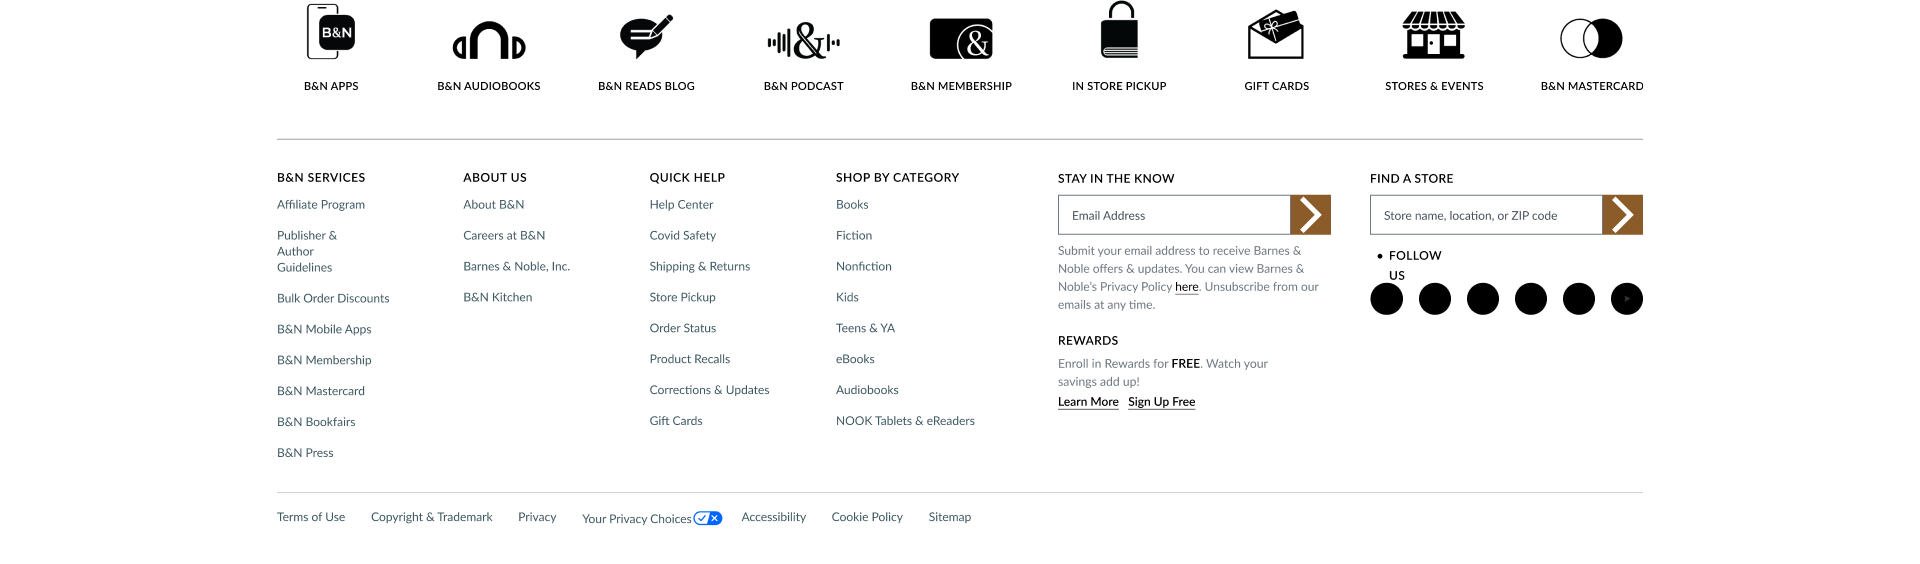 B&N
&
&
B&N APPS
B&N AUDIOBOOKS
B&N READS BLOG
B&N PODCAST
B&N MEMBERSHIP
IN STORE PICKUP
GIFT CARDS
STORES & EVENTS
B&N MASTERCARD
B&N SERVICES
Affiliate Program
Publisher &
Author
Guidelines
Bulk Order Discounts
B&N Mobile Apps
B&N Membership
B&N Mastercard
B&N Bookfairs
B&N Press
ABOUT US
About B&N
Careers at B&N
Barnes & Noble, Inc.
B&N Kitchen
QUICK HELP
Help Center
Covid Safety
Shipping & Returns
Store Pickup
Order Status
Product Recalls
Corrections & Updates
Gift Cards
SHOP BY CATEGORY
Books
Fiction
Nonfiction
Kids
Teens & YA
eBooks
Audiobooks
NOOK Tablets & eReaders
STAY IN THE KNOW
Email Address
Submit your email address to receive Barnes &
Noble offers & updates. You can view Barnes &
Noble's Privacy Policy here. Unsubscribe from our
emails at any time.
REWARDS
Enroll in Rewards for FREE. Watch your
savings add up!
Learn More Sign Up Free
FIND A STORE
Store name, location, or ZIP code
• FOLLOW
US
Terms of Use
Copyright & Trademark
Privacy
Your Privacy Choices
Accessibility
Cookie Policy
Sitemap